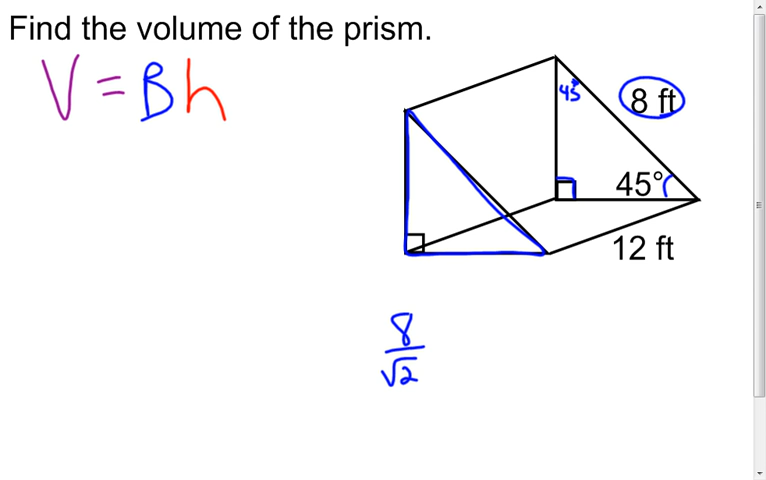 Find the volume of the prism.
V = Bh
45°
8 ft
45°
12 ft
8
√2